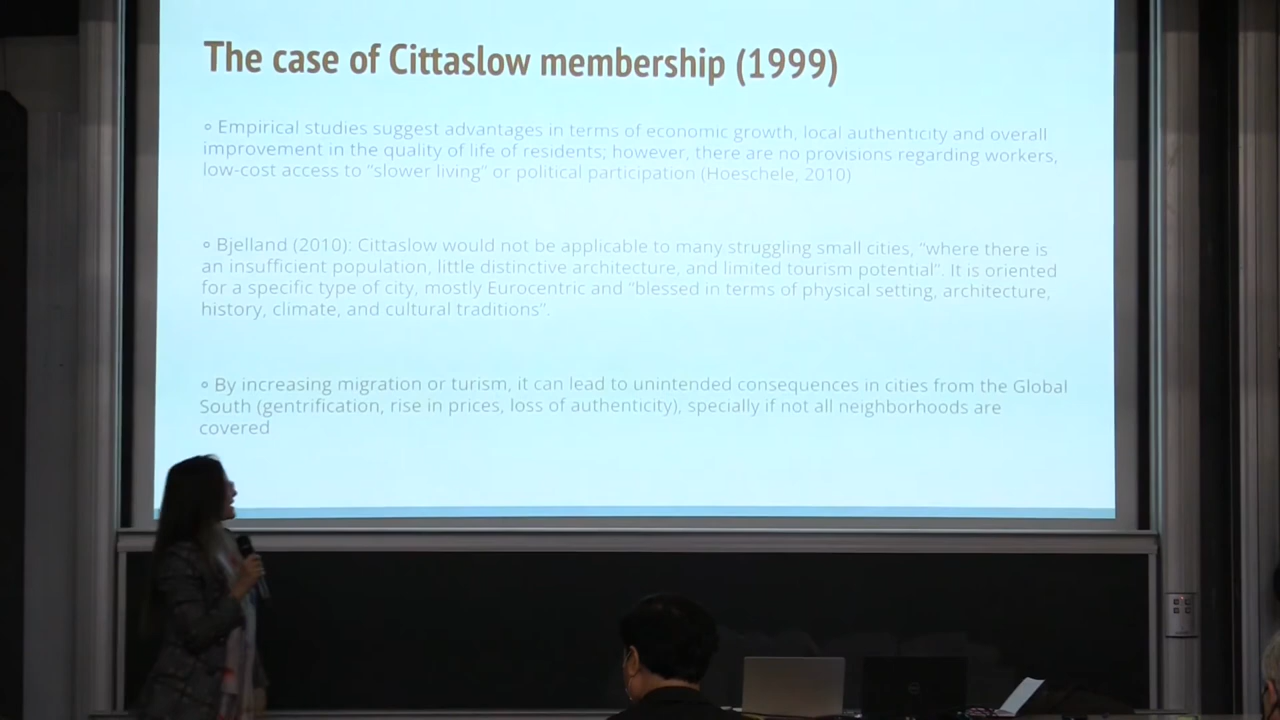 The case of Cittaslow membership (1999)
◦ Empirical studies suggest advantages in terms of economic growth, local authenticity and overall
improvement in the quality of life of residents; however, there are no provisions regarding workers,
low-cost access to “slower living” or political participation (Hoeschele, 2010)
◦ Bjelland (2010): Cittaslow would not be applicable to many struggling small cities, “where there is
an insufficient population, little distinctive architecture, and limited tourism potential”. It is oriented
for a specific type of city, mostly Eurocentric and “blessed in terms of physical setting, architecture,
history, climate, and cultural traditions”.
◦ By increasing migration or turism, it can lead to unintended consequences in cities from the Global
South (gentrification, rise in prices, loss of authenticity), specially if not all neighborhoods are
covered